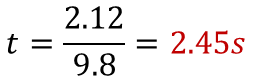 t = 2.12/9.8 = 2.45s